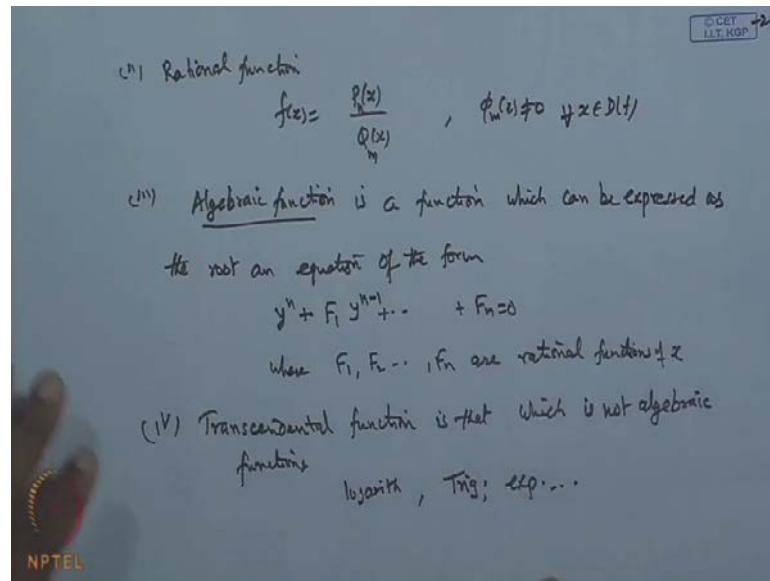 © CET
I.I.T. KGP
(ii) Rational function
f(x) = Pn(x) / Qm(x) , Qm(x) ≠ 0 ∀ x ∈ D(f)
(iii) Algebraic function is a function which can be expressed as
the root an equation of the form
y^n + F1 y^n-1 + .. + Fn = 0
where F1, F2 .. , Fn are rational function of x
(iv) Transcendental function is that which is not algebraic
functions
logarith , Trig; exp....
NPTEL